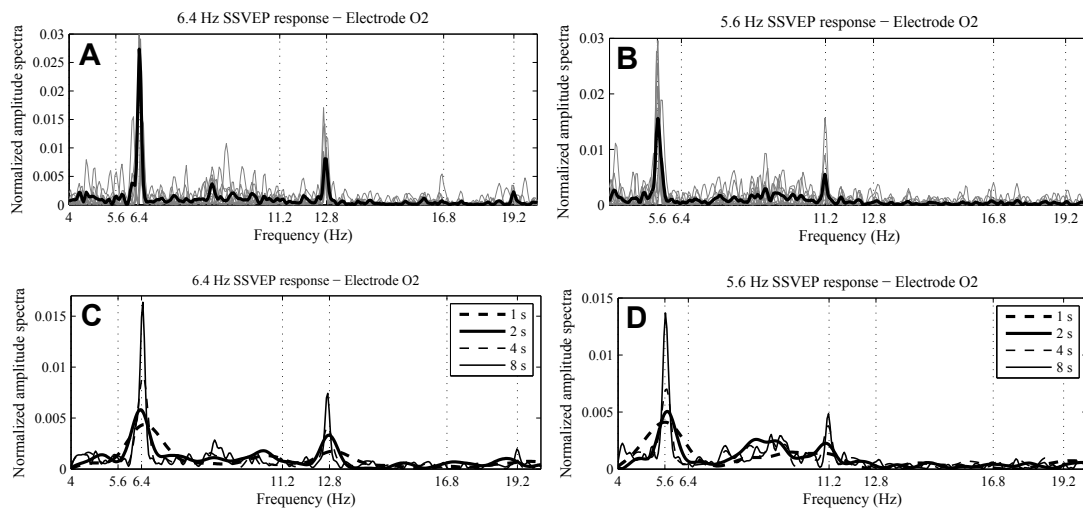 6.4 Hz SSVEP response − Electrode O2
A
Normalized amplitude spectra
0.03
0.025
0.02
0.015
0.01
0.005
0
4 5.6 6.4 11.2 12.8 16.8 19.2
Frequency (Hz)
5.6 Hz SSVEP response − Electrode O2
B
Normalized amplitude spectra
0.03
0.02
0.01
0
5.6 6.4 11.2 12.8 16.8 19.2
Frequency (Hz)
6.4 Hz SSVEP response − Electrode O2
C
Normalized amplitude spectra
0.015
0.01
0.005
0
4 5.6 6.4 11.2 12.8 16.8 19.2
Frequency (Hz)
1 s
2 s
4 s
8 s
5.6 Hz SSVEP response − Electrode O2
D
Normalized amplitude spectra
0.015
0.01
0.005
0
4 5.6 6.4 11.2 12.8 16.8 19.2
Frequency (Hz)
1 s
2 s
4 s
8 s